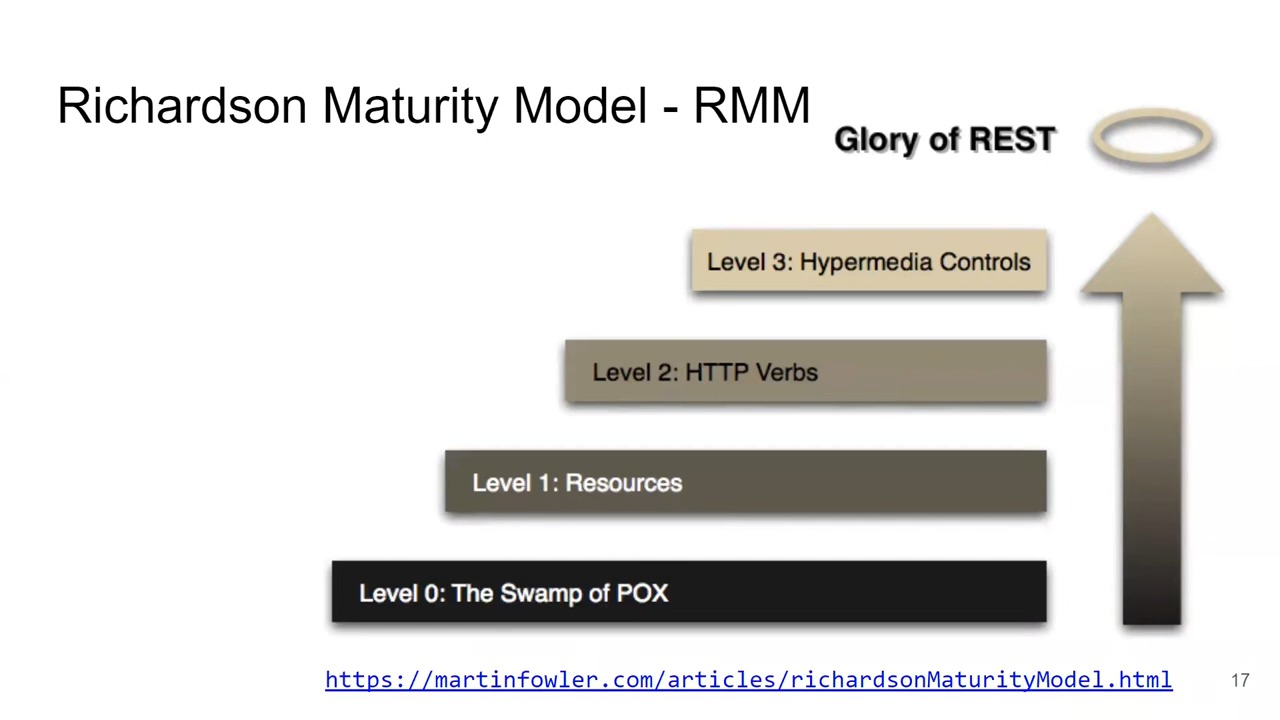 Richardson Maturity Model - RMM
Glory of REST
Level 3: Hypermedia Controls
Level 2: HTTP Verbs
Level 1: Resources
Level 0: The Swamp of POX
https://martinfowler.com/articles/richardsonMaturityModel.html
17